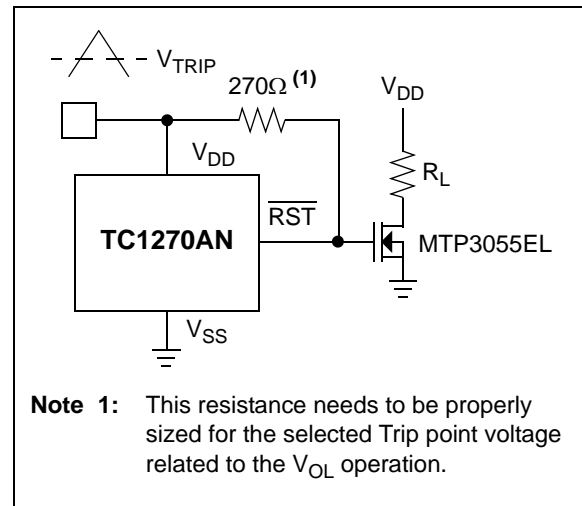 V_TRIP
270Ω (1)
V_DD
V_DD
R_L
RST
TC1270AN
MTP3055EL
V_SS
Note 1: This resistance needs to be properly
sized for the selected Trip point voltage
related to the V_OL operation.